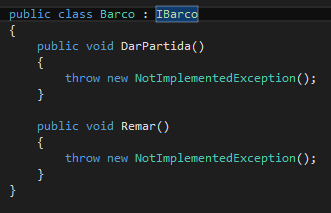 public class Barco : IBarco
{
    public void DarPartida()
    {
        throw new NotImplementedException();
    }

    public void Remar()
    {
        throw new NotImplementedException();
    }
}